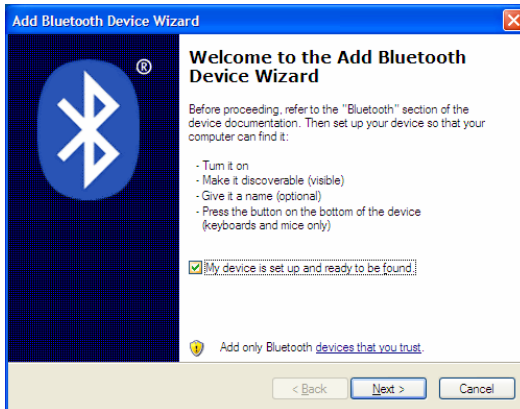 Add Bluetooth Device Wizard
®
Welcome to the Add Bluetooth
Device Wizard
Before proceeding, refer to the "Bluetooth" section of the
device documentation. Then set up your device so that your
computer can find it:
- Turn it on
- Make it discoverable (visible)
- Give it a name (optional)
- Press the button on the bottom of the device
(keyboards and mice only)
My device is set up and ready to be found.
Add only Bluetooth devices that you trust.
< Back
Next >
Cancel